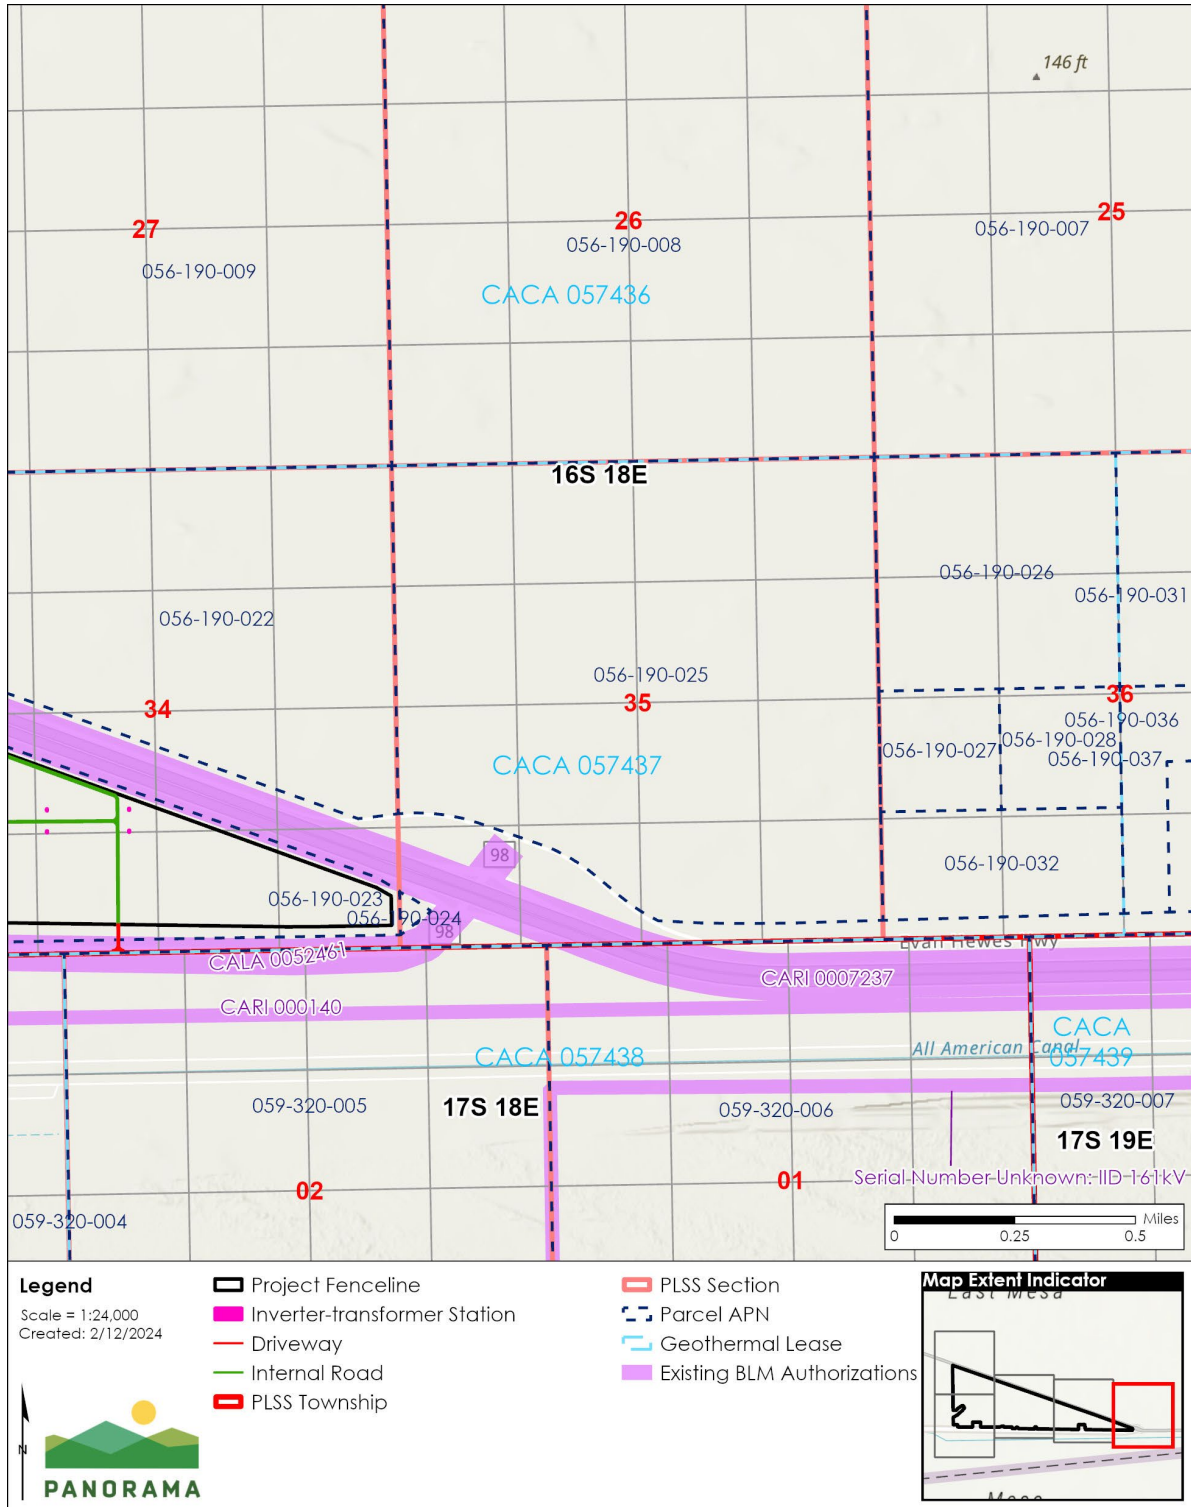 146 ft
27
26
25
056-190-009
056-190-008
056-190-007
CACA 057436
16S 18E
056-190-022
056-190-026
056-190-031
34
056-190-025
35
36
056-190-036
056-190-027
056-190-028
056-190-037
CACA 057437
98
056-190-032
056-190-023
056-190-024
98
Evan Hewes Hwy
CALA 0052461
CARI 0007237
CARI 000140
CACA 057438
All American Canal
CACA
057439
059-320-005
17S 18E
059-320-006
059-320-007
17S 19E
02
01
Serial Number Unknown: IID 161kV
059-320-004
Miles
0 0.25 0.5
Legend
Scale = 1:24,000
Created: 2/12/2024
N
PANORAMA
Project Fenceline
Inverter-transformer Station
Driveway
Internal Road
PLSS Township
PLSS Section
Parcel APN
Geothermal Lease
Existing BLM Authorizations
Map Extent Indicator
East Mesa
Mesa